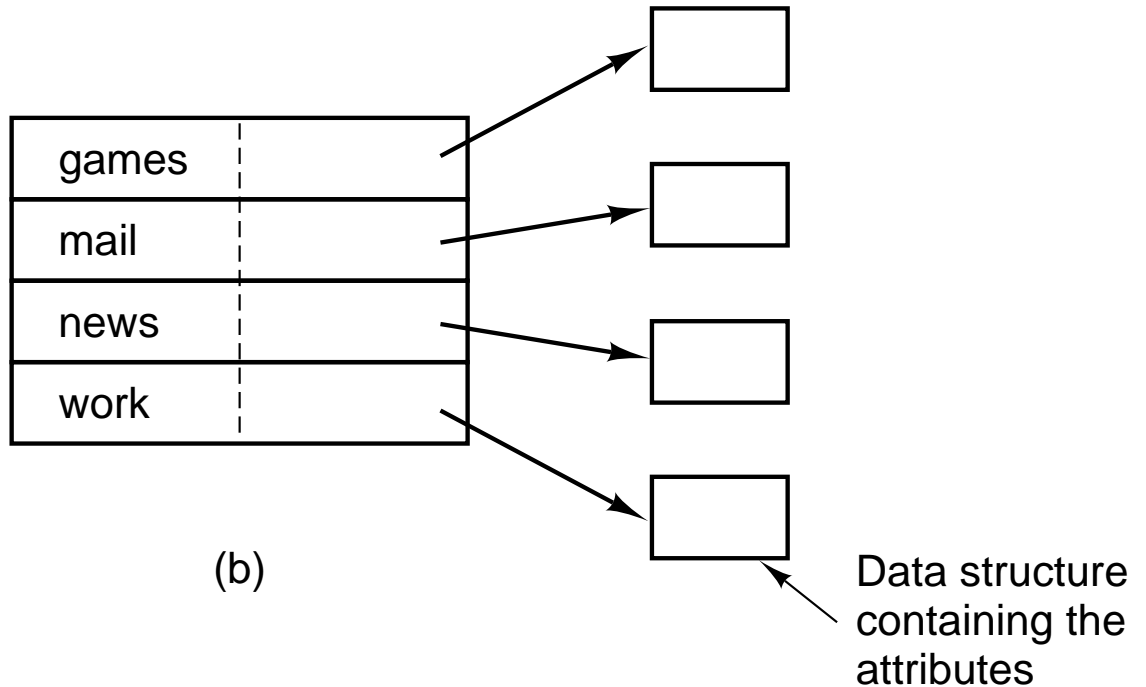 games
mail
news
work
(b)
Data structure
containing the
attributes